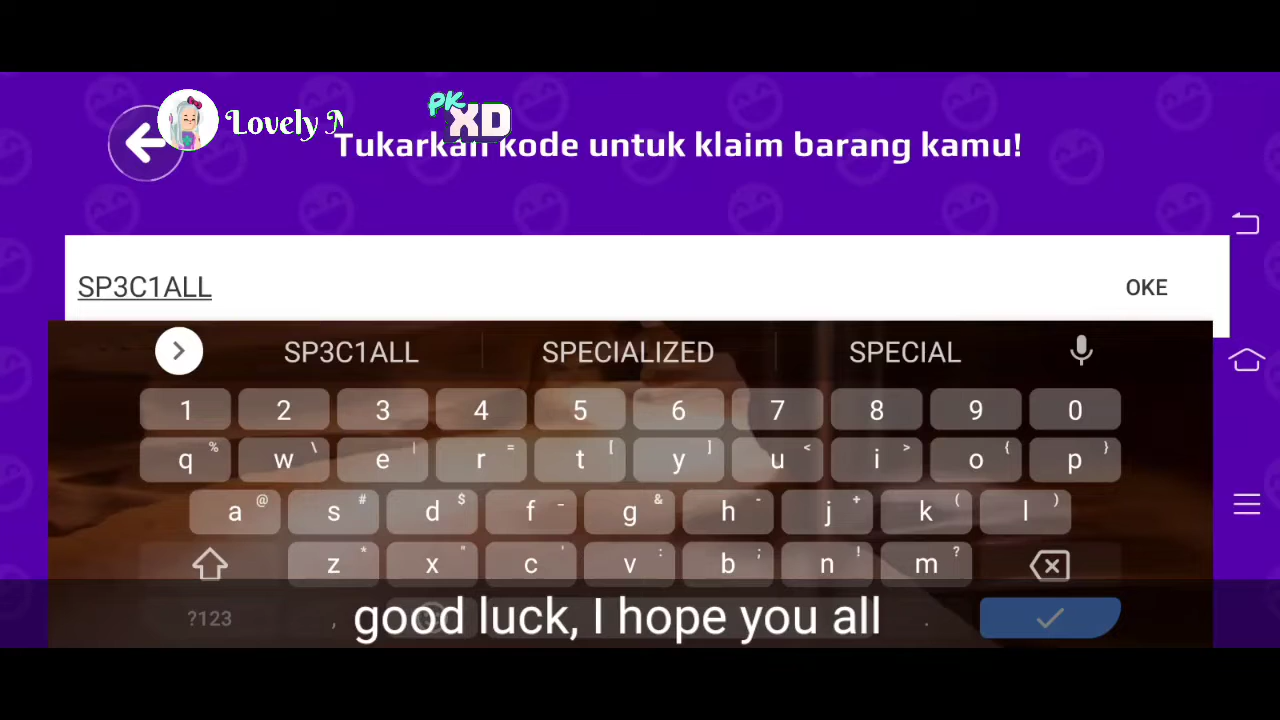 Lovely N
PK XD
Tukarkan kode untuk klaim barang kamu!
SP3C1ALL
OKE
SP3C1ALL SPECIALIZED SPECIAL
1 2 3 4 5 6 7 8 9 0
q % w \ e | r = t [ y ] u < i > o { p }
a @ s # d $ f _ g & h - j + k ( l )
z * x " c ' v : b ; n ! m ?
?123 , .
good luck, I hope you all